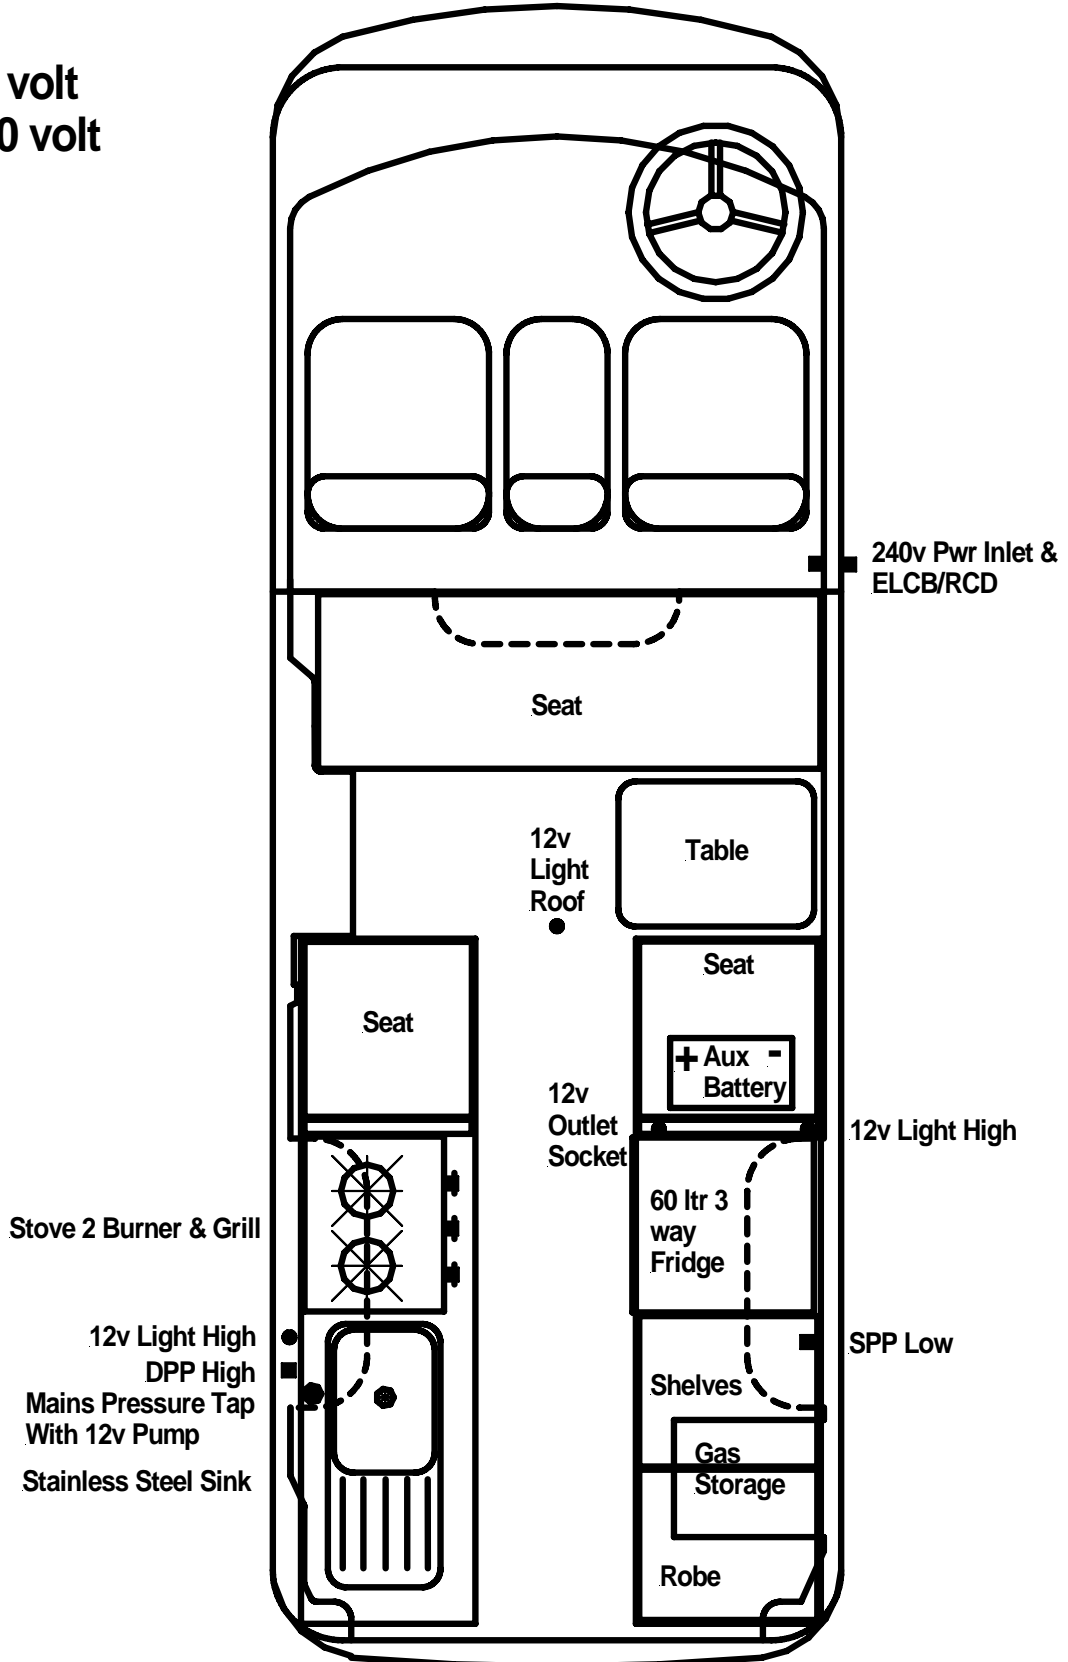 volt
0 volt
240v Pwr Inlet &
ELCB/RCD
Seat
12v
Light
Roof
Table
Seat
Seat
+ Aux -
Battery
12v
Outlet
Socket
12v Light High
60 ltr 3
way
Fridge
Stove 2 Burner & Grill
12v Light High
DPP High
Mains Pressure Tap
With 12v Pump
Stainless Steel Sink
SPP Low
Shelves
Gas
Storage
Robe